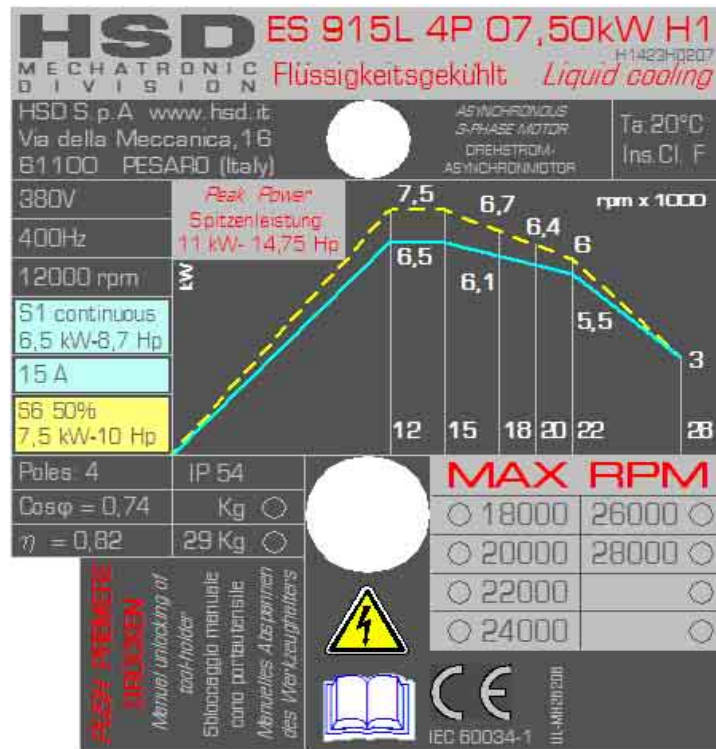 HSD
MECHATRONIC
DIVISION
ES 915L 4P 07,50kW H1
H1423H0207
Flüssigkeitsgekühlt Liquid cooling
HSD S.p.A www.hsd.it
Via della Meccanica,16
61100 PESARO (Italy)
ASYNCHRONOUS
3-PHASE MOTOR
DREHSTROM-
ASYNCHRONMOTOR
Ta:20°C
Ins.Cl. F
380V
400Hz
12000 rpm
S1 continuous
6,5 kW-8,7 Hp
15 A
S6 50%
7,5 kW-10 Hp
Peak Power
Spitzenleistung
11 kW- 14,75 Hp
rpm x 1000
kW
7,5
6,7
6,4
6
6,5
6,1
5,5
3
12 15 18 20 22 28
Poles: 4 IP 54
Cosφ = 0,74 Kg
η = 0,82 29 Kg
MAX RPM
18000 26000
20000 28000
22000
24000
PUSH PREMERE
DRÜCKEN
Manual unlocking of
tool-holder
Sbloccaggio manuale
cono portautensile
Manuelles Abspannen
des Werkzeughalters
CE
IEC 60034-1